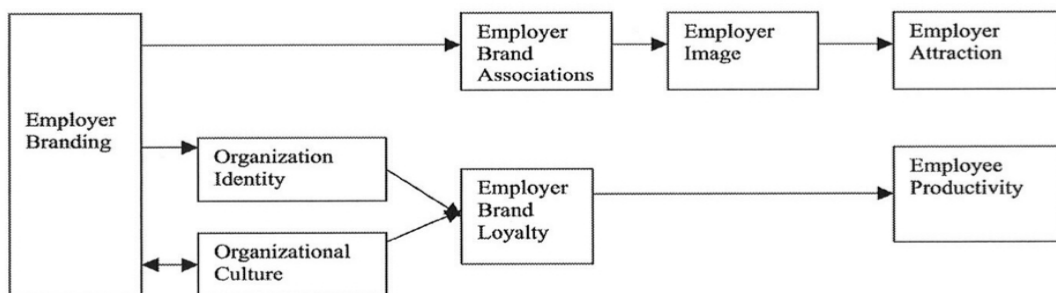 Employer
Branding
Employer
Brand
Associations
Employer
Image
Employer
Attraction
Organization
Identity
Organizational
Culture
Employer
Brand
Loyalty
Employee
Productivity